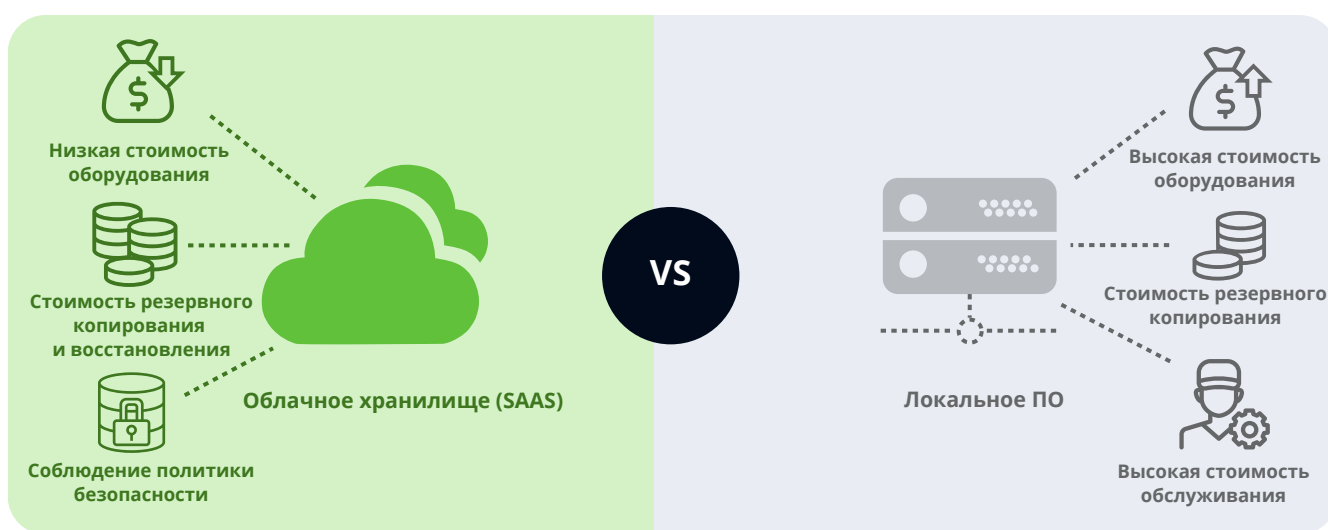 Низкая стоимость
оборудования
Стоимость резервного
копирования
и восстановления
Соблюдение политики
безопасности
Облачное хранилище (SAAS)
VS
Локальное ПО
Высокая стоимость
оборудования
Стоимость резервного
копирования
Высокая стоимость
обслуживания